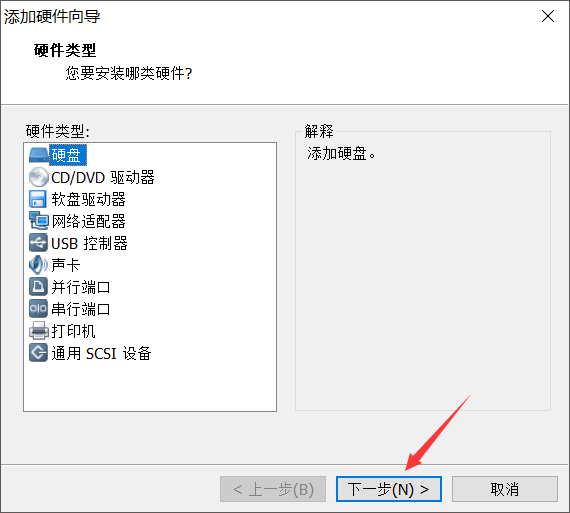 添加硬件向导
硬件类型
您要安装哪类硬件?
硬件类型:
硬盘
CD/DVD 驱动器
软盘驱动器
网络适配器
USB 控制器
声卡
并行端口
串行端口
打印机
通用 SCSI 设备
解释
添加硬盘。
< 上一步(B)
下一步(N) >
取消